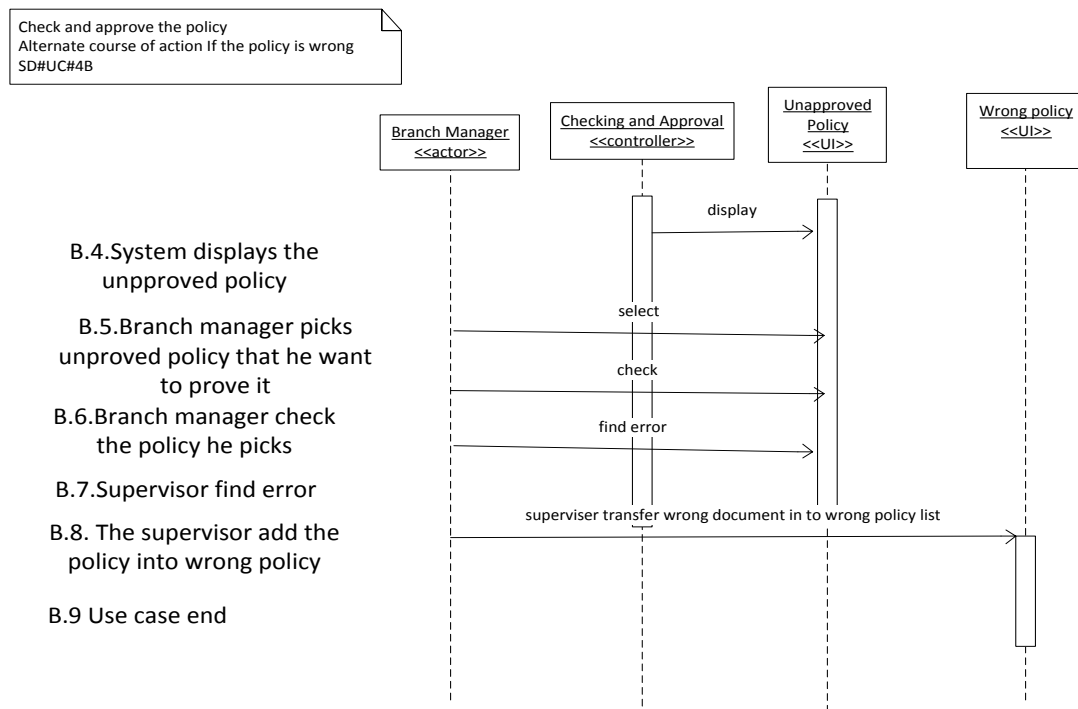 Check and approve the policy
Alternate course of action If the policy is wrong
SD#UC#4B
Branch Manager
<<actor>>
Checking and Approval
<<controller>>
Unapproved
Policy
<<UI>>
Wrong policy
<<UI>>
display
B.4.System displays the
unpproved policy
select
B.5.Branch manager picks
unproved policy that he want
to prove it
check
B.6.Branch manager check
the policy he picks
find error
B.7.Supervisor find error
superviser transfer wrong document in to wrong policy list
B.8. The supervisor add the
policy into wrong policy
B.9 Use case end